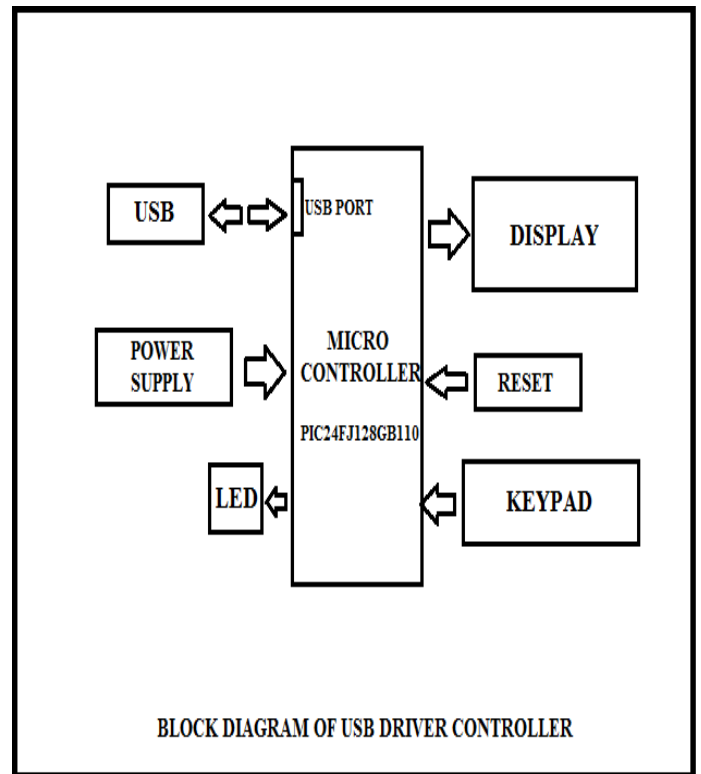 USB
USB PORT
DISPLAY
POWER
SUPPLY
MICRO
CONTROLLER
PIC24FJ128GB110
RESET
LED
KEYPAD
BLOCK DIAGRAM OF USB DRIVER CONTROLLER